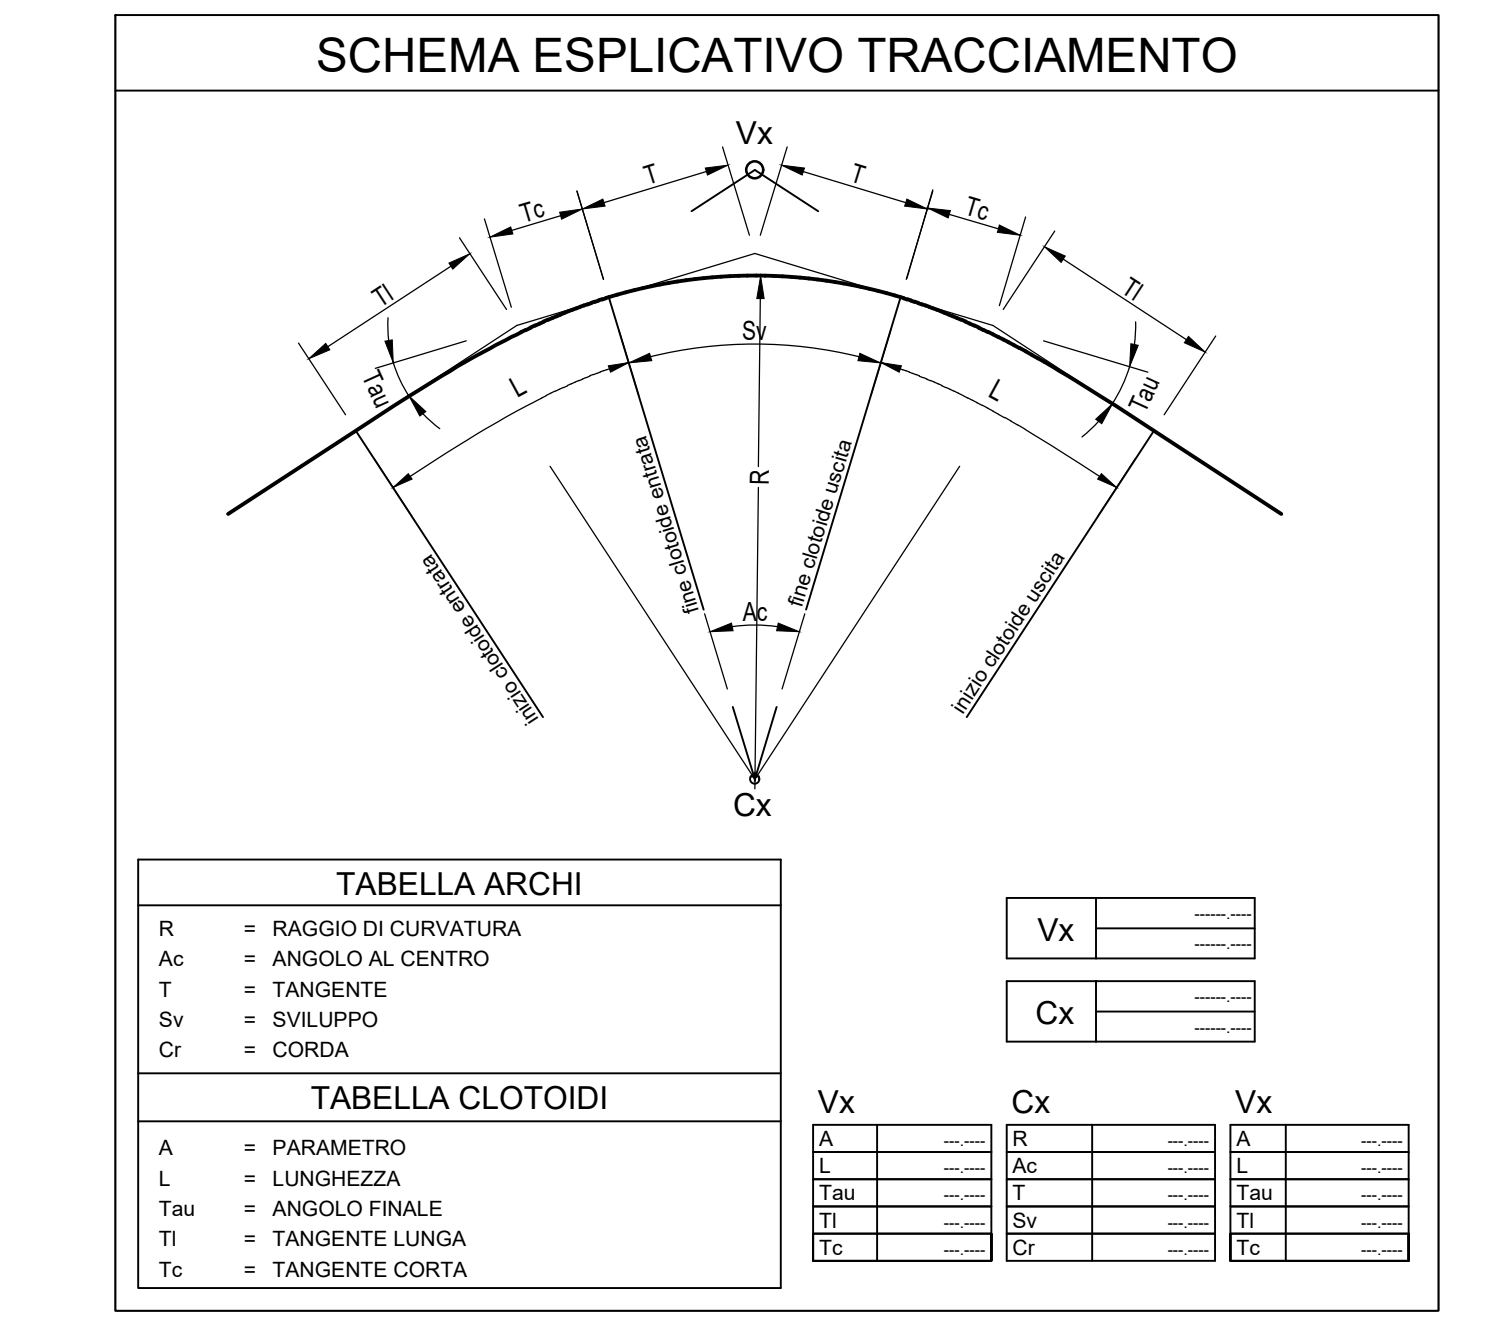 SCHEMA ESPLICATIVO TRACCIAMENTO
Vx
T
T
Tc
Tc
Tl
Tl
Sv
Tau
Tau
L
L
R
fine clotoide entrata
fine clotoide uscita
inizio clotoide entrata
inizio clotoide uscita
Ac
Cx
TABELLA ARCHI
R = RAGGIO DI CURVATURA
Ac = ANGOLO AL CENTRO
T = TANGENTE
Sv = SVILUPPO
Cr = CORDA
TABELLA CLOTOIDI
A = PARAMETRO
L = LUNGHEZZA
Tau = ANGOLO FINALE
Tl = TANGENTE LUNGA
Tc = TANGENTE CORTA
Vx ------.----
------.----
Cx ------.----
------.----
Vx Cx Vx
A ---.---- R ---.---- A ---.----
L ---.---- Ac ---.---- L ---.----
Tau ---.---- T ---.---- Tau ---.----
Tl ---.---- Sv ---.---- Tl ---.----
Tc ---.---- Cr ---.---- Tc ---.----